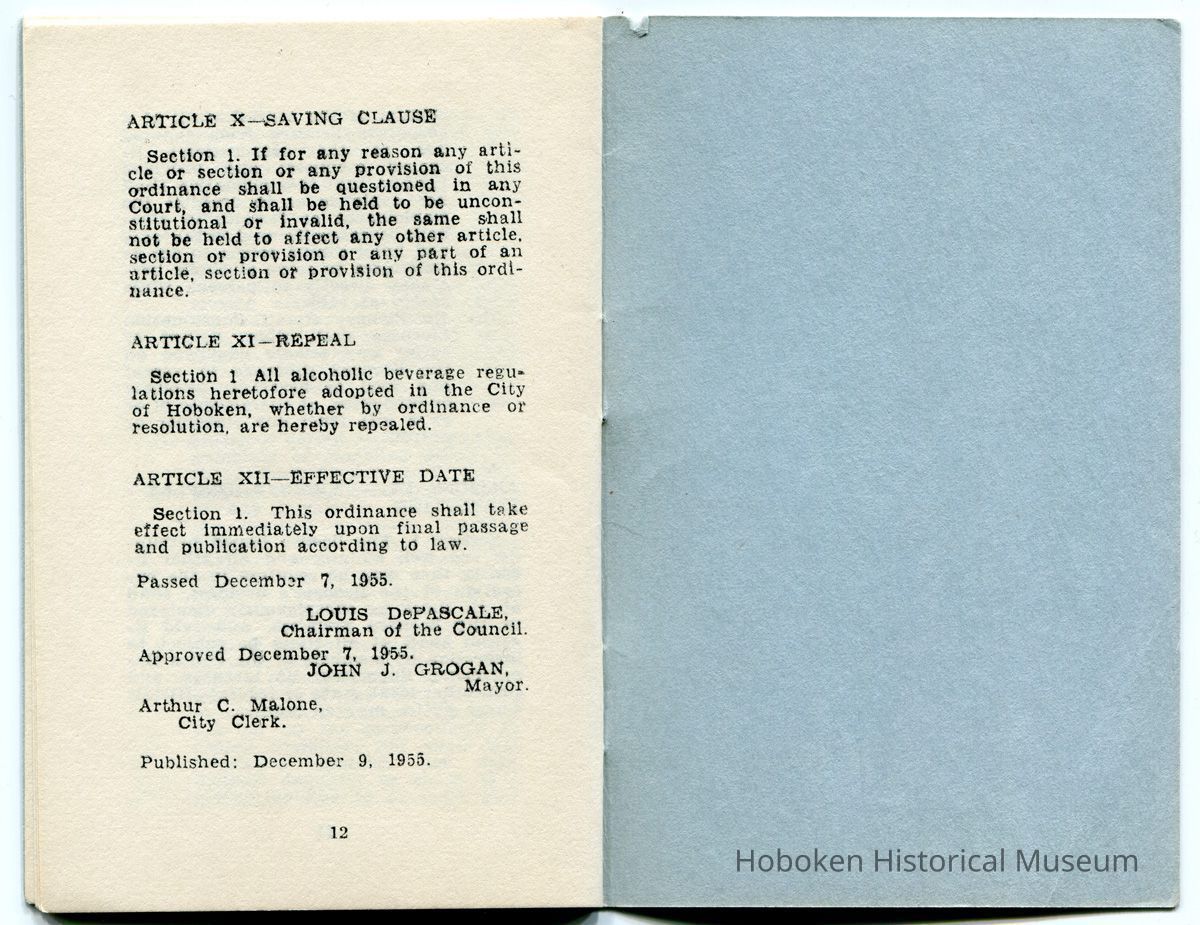 ARTICLE X—SAVING CLAUSE
Section 1. If for any reason any arti-
cle or section or any provision of this
ordinance shall be questioned in any
Court, and shall be held to be uncon-
stitutional or invalid, the same shall
not be held to affect any other article,
section or provision or any part of an
article, section or provision of this ordi-
nance.
ARTICLE XI—REPEAL
Section 1 All alcoholic beverage regu-
lations heretofore adopted in the City
of Hoboken, whether by ordinance or
resolution, are hereby repealed.
ARTICLE XII—EFFECTIVE DATE
Section 1. This ordinance shall take
effect immediately upon final passage
and publication according to law.
Passed December 7, 1955.
LOUIS DePASCALE,
Chairman of the Council.
Approved December 7, 1955.
JOHN J. GROGAN,
Mayor.
Arthur C. Malone,
City Clerk.
Published: December 9, 1955.
12
Hoboken Historical Museum